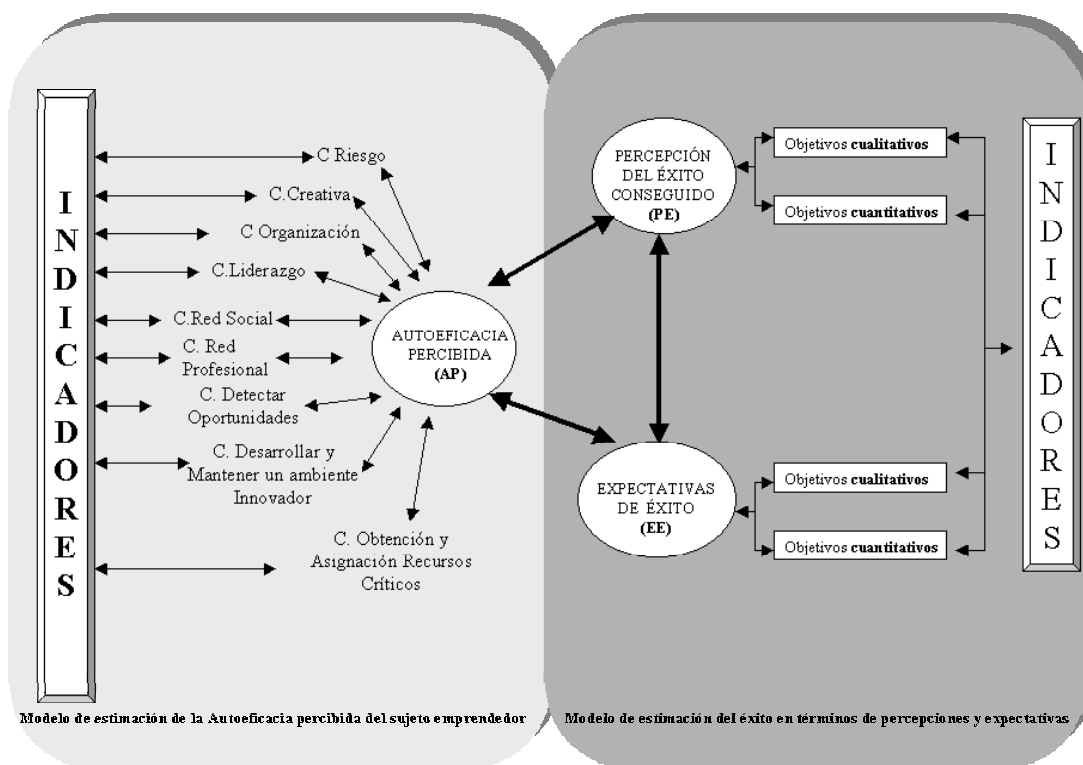 INDICADORES
C Riesgo
C.Creativa
C Organización
C.Liderazgo
C.Red Social
C. Red
Profesional
C. Detectar
Oportunidades
C. Desarrollar y
Mantener un ambiente
Innovador
C. Obtención y
Asignación Recursos
Críticos
AUTOEFICACIA
PERCIBIDA
(AP)
Modelo de estimación de la Autoeficacia percibida del sujeto emprendedor
PERCEPCIÓN
DEL ÉXITO
CONSEGUIDO
(PE)
Objetivos cualitativos
Objetivos cuantitativos
EXPECTATIVAS
DE ÉXITO
(EE)
Objetivos cualitativos
Objetivos cuantitativos
INDICADORES
Modelo de estimación del éxito en términos de percepciones y expectativas